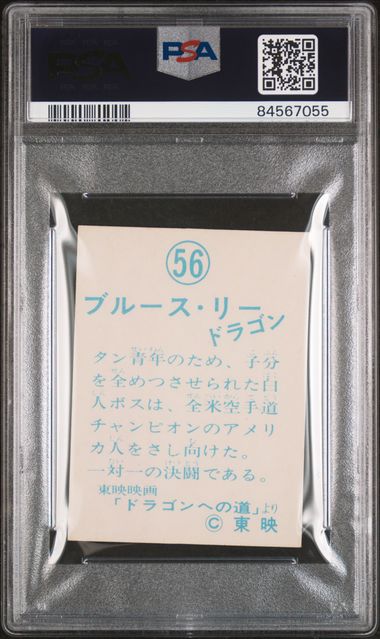 PSA
84567055
56
ブルース・リー
ドラゴン
タン青年のため、子分
を全めつさせられた白
人ボスは、全米空手道
チャンピオンのアメリ
カ人をさし向けた。
一対一の決闘である。
東映映画
「ドラゴンへの道」より
© 東映